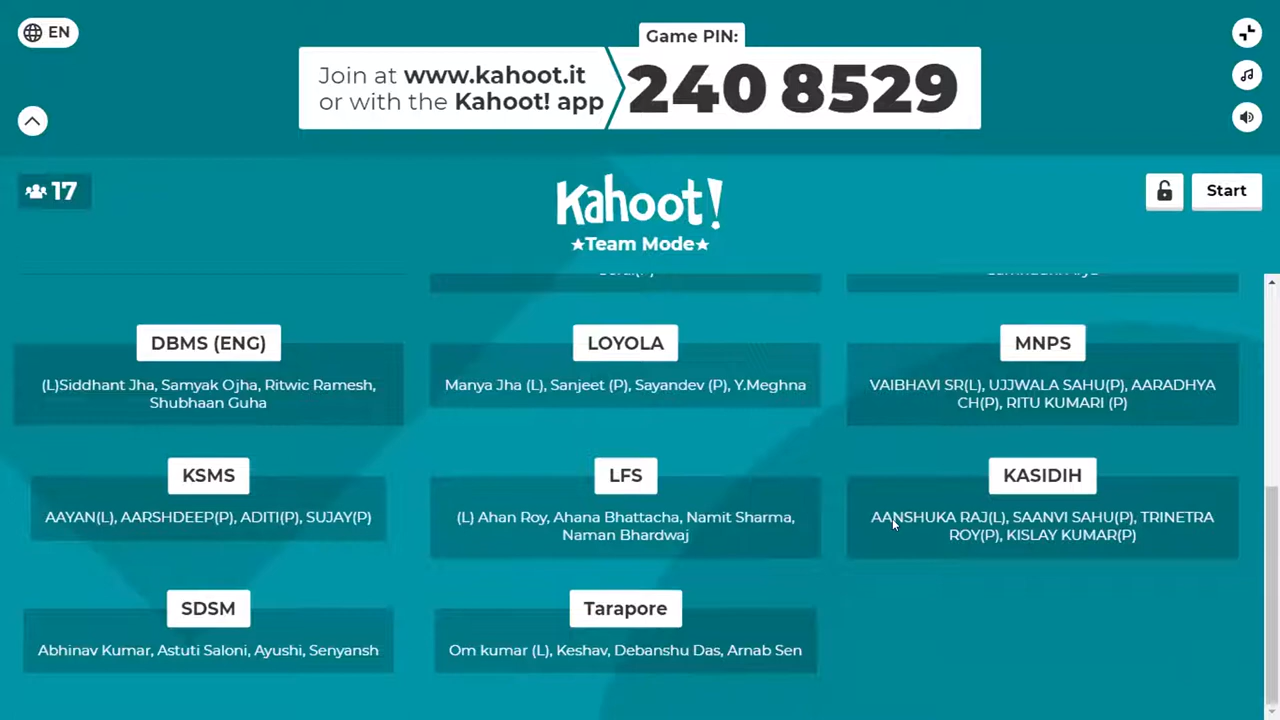 EN
Game PIN:
Join at www.kahoot.it
or with the Kahoot! app
240 8529
17
Kahoot!
★Team Mode★
Start
DBMS (ENG)
(L)Siddhant Jha, Samyak Ojha, Ritwic Ramesh,
Shubhaan Guha
LOYOLA
Manya Jha (L), Sanjeet (P), Sayandev (P), Y.Meghna
MNPS
VAIBHAVI SR(L), UJJWALA SAHU(P), AARADHYA
CH(P), RITU KUMARI (P)
KSMS
AAYAN(L), AARSHDEEP(P), ADITI(P), SUJAY(P)
LFS
(L) Ahan Roy, Ahana Bhattacha, Namit Sharma,
Naman Bhardwaj
KASIDIH
AANSHUKA RAJ(L), SAANVI SAHU(P), TRINETRA
ROY(P), KISLAY KUMAR(P)
SDSM
Abhinav Kumar, Astuti Saloni, Ayushi, Senyansh
Tarapore
Om kumar (L), Keshav, Debanshu Das, Arnab Sen